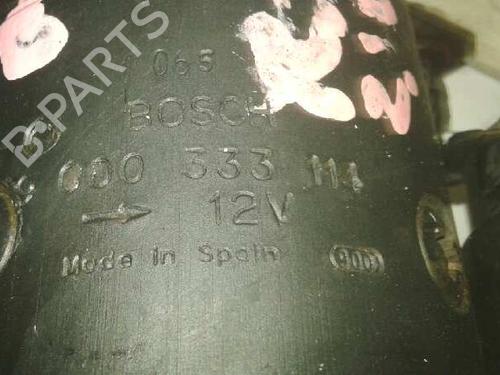 B-PARTS
065
BOSCH
000 333 114
12V
Made in Spain